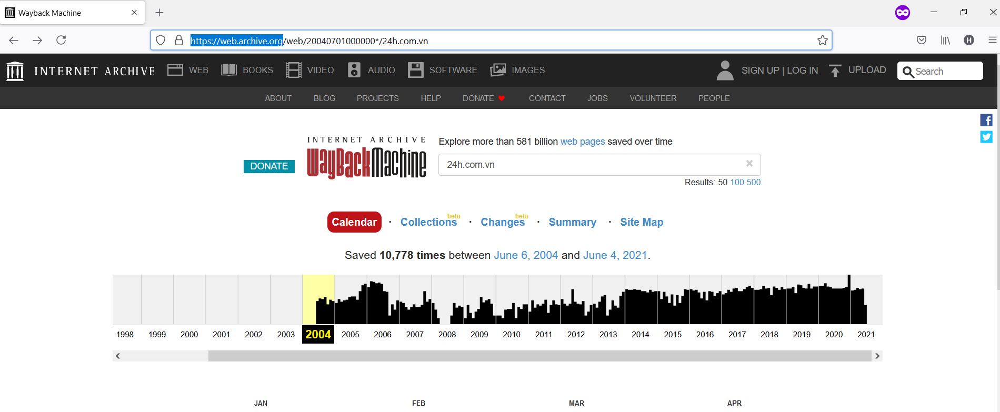 Wayback Machine
https://web.archive.org/web/20040701000000*/24h.com.vn
H
INTERNET ARCHIVE WEB BOOKS VIDEO AUDIO SOFTWARE IMAGES SIGN UP | LOG IN UPLOAD Search
ABOUT BLOG PROJECTS HELP DONATE CONTACT JOBS VOLUNTEER PEOPLE
INTERNET ARCHIVE
WayBackMachine
Explore more than 581 billion web pages saved over time
DONATE
24h.com.vn
Results: 50 100 500
Calendar · Collections beta · Changes beta · Summary · Site Map
Saved 10,778 times between June 6, 2004 and June 4, 2021.
1998 1999 2000 2001 2002 2003 2004 2005 2006 2007 2008 2009 2010 2011 2012 2013 2014 2015 2016 2017 2018 2019 2020 2021
JAN FEB MAR APR